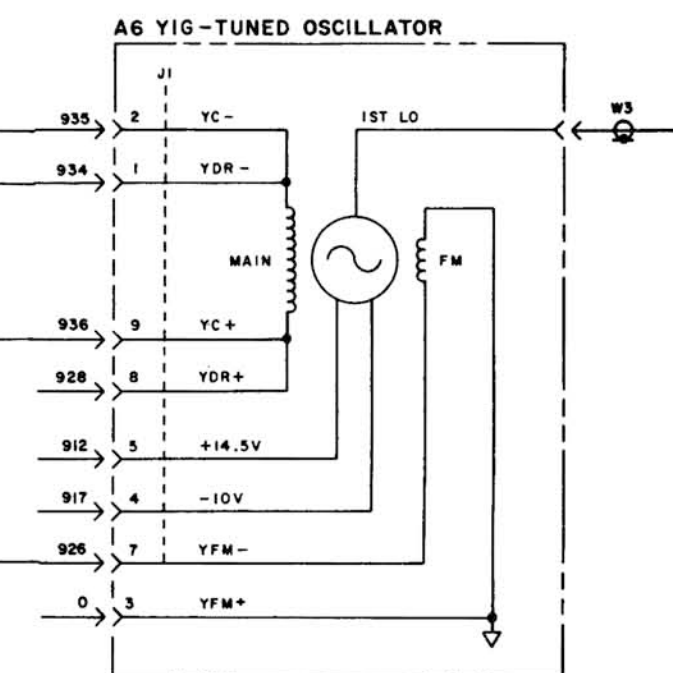 A6 YIG-TUNED OSCILLATOR
J1
W3
935 2 YC- 1ST LO
934 1 YDR-
MAIN FM
936 9 YC+
928 8 YDR+
912 5 +14.5V
917 4 -10V
926 7 YFM-
0 3 YFM+